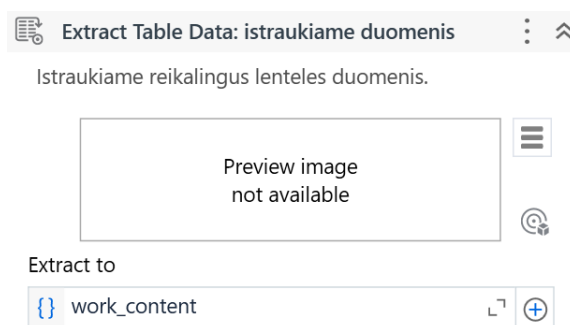 Extract Table Data: istraukiame duomenis
Istraukiame reikalingus lenteles duomenis.
Preview image
not available
Extract to
{} work_content